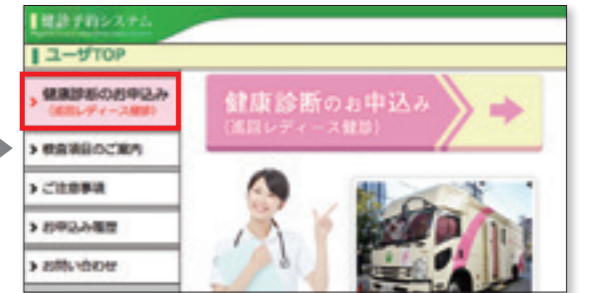 健診予約システム
ユーザTOP
健康診断のお申込み
(巡回レディース健診)
検査項目のご案内
ご注意事項
お申込み履歴
お問い合わせ
健康診断のお申込み
(巡回レディース健診)